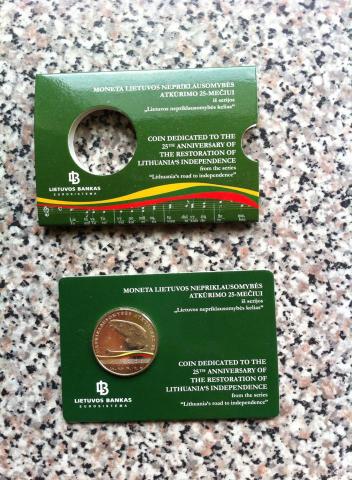 MONETA LIETUVOS NEPRIKLAUSOMYBĖS
ATKŪRIMO 25-MEČIUI
iš serijos
„Lietuvos nepriklausomybės kelias“
COIN DEDICATED TO THE
25TH ANNIVERSARY OF
THE RESTORATION OF
LITHUANIA'S INDEPENDENCE
from the series
"Lithuania's road to independence"
LIETUVOS BANKAS
EUROSISTEMA
MONETA LIETUVOS NEPRIKLAUSOMYBĖS
ATKŪRIMO 25-MEČIUI
iš serijos
„Lietuvos nepriklausomybės kelias“
COIN DEDICATED TO THE
25TH ANNIVERSARY OF
THE RESTORATION OF
LITHUANIA'S INDEPENDENCE
from the series
"Lithuania's road to independence"
LIETUVOS BANKAS
EUROSISTEMA